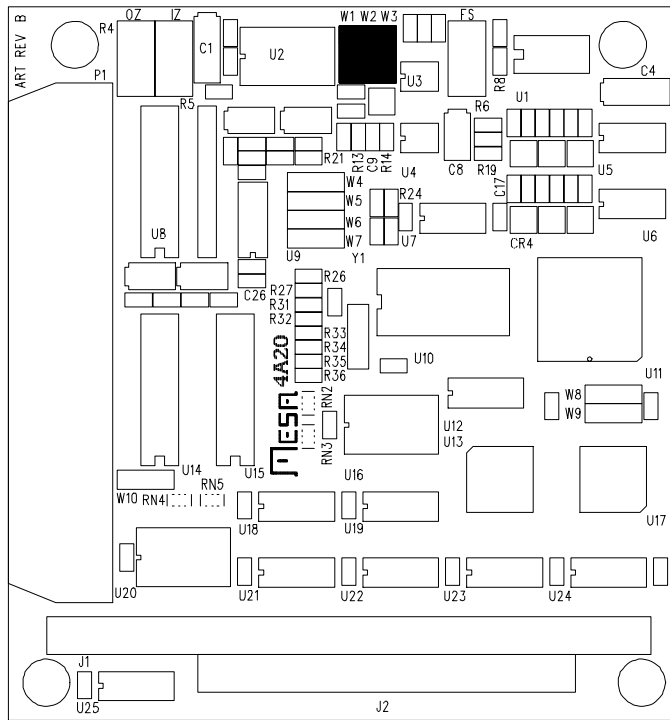 ART REV B
OZ IZ
R4
C1
U2
W1 W2 W3
FS
U3
R8
C4
P1
R5
R6
U1
R21
R13
C9
R14
U4
C8
R19
C17
U5
W4
W5
W6
W7
R24
U7
U8
U9
Y1
CR4
U6
C26
R26
R27
R31
R32
R33
R34
R35
R36
U10
U11
MESA 4A20
RN2
RN3
W8
W9
U12
U13
U14
U15
U16
W10
RN4
RN5
U17
U18
U19
U20
U21
U22
U23
U24
J1
U25
J2